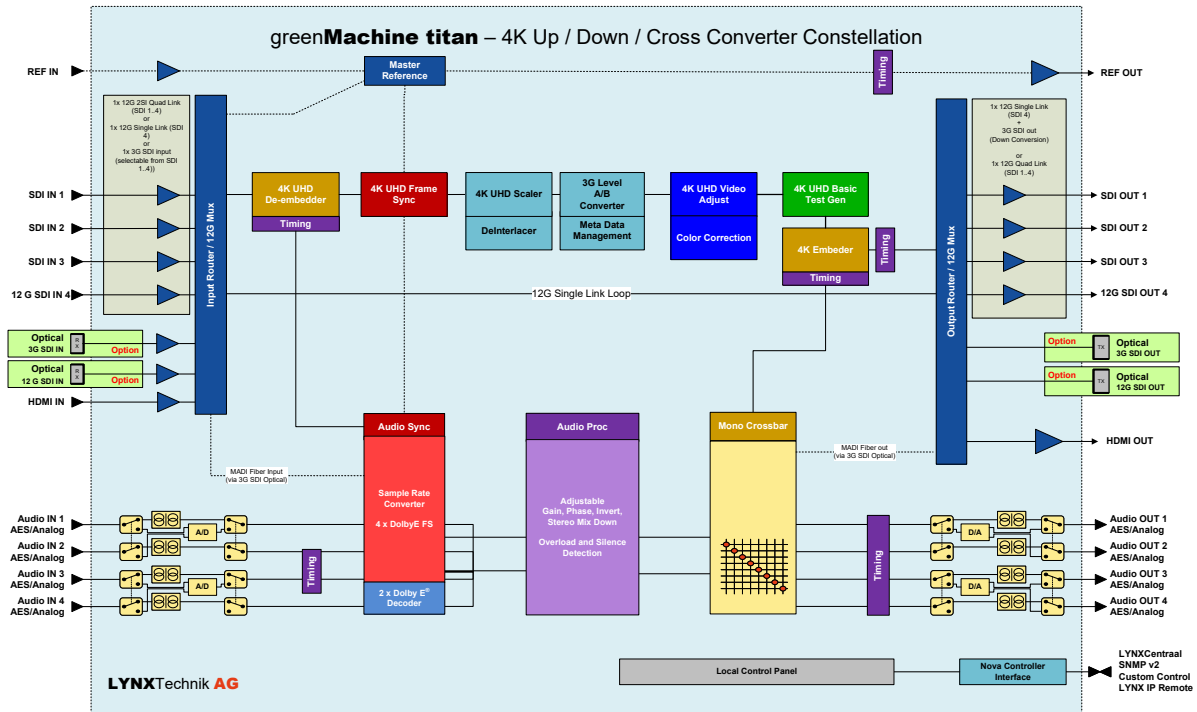 greenMachine titan – 4K Up / Down / Cross Converter Constellation
REF IN
Master
Reference
Timing
REF OUT
1x 12G 2SI Quad Link
(SDI 1..4)
or
1x 12G Single Link (SDI
4)
or
1x 3G SDI input
(selectable from SDI
1..4))
Input Router / 12G Mux
SDI IN 1
SDI IN 2
SDI IN 3
12 G SDI IN 4
4K UHD
De-embedder
Timing
4K UHD Frame
Sync
4K UHD Scaler
DeInterlacer
3G Level
A/B
Converter
Meta Data
Management
4K UHD Video
Adjust
Color Correction
4K UHD Basic
Test Gen
4K Embeder
Timing
Timing
Output Router / 12G Mux
1x 12G Single Link
(SDI 4)
+
3G SDI out
(Down Conversion)
or
1x 12G Quad Link
(SDI 1..4)
SDI OUT 1
SDI OUT 2
SDI OUT 3
12G SDI OUT 4
12G Single Link Loop
Optical
3G SDI IN
Option
R
X
Optical
12 G SDI IN
Option
R
X
HDMI IN
Option
TX
Optical
3G SDI OUT
Option
TX
Optical
12G SDI OUT
HDMI OUT
MADI Fiber Input
(via 3G SDI Optical)
Audio Sync
Sample Rate
Converter
4 x DolbyE FS
2 x Dolby E®
Decoder
Audio Proc
Adjustable
Gain, Phase, Invert,
Stereo Mix Down
Overload and Silence
Detection
Mono Crossbar
MADI Fiber out
(via 3G SDI Optical)
Audio IN 1
AES/Analog
Audio IN 2
AES/Analog
Audio IN 3
AES/Analog
Audio IN 4
AES/Analog
A/D
A/D
Timing
Timing
D/A
D/A
Audio OUT 1
AES/Analog
Audio OUT 2
AES/Analog
Audio OUT 3
AES/Analog
Audio OUT 4
AES/Analog
LYNXTechnik AG
Local Control Panel
Nova Controller
Interface
LYNXCentraal
SNMP v2
Custom Control
LYNX IP Remote